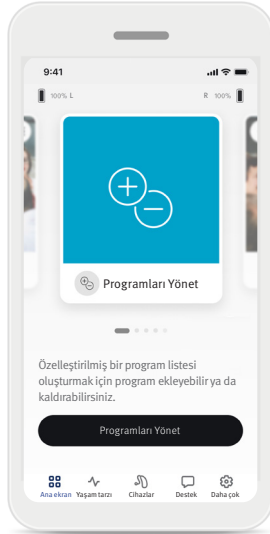 9:41
100% L
R 100%
Programları Yönet
Özelleştirilmiş bir program listesi
oluşturmak için program ekleyebilir ya da
kaldırabilirsiniz.
Programları Yönet
Ana ekran Yaşam tarzı Cihazlar Destek Daha çok